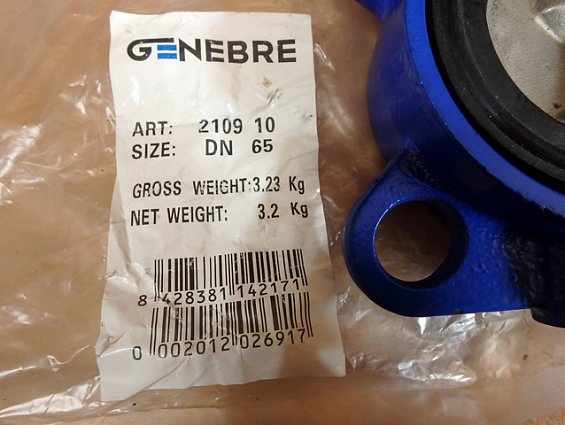 GENEBRE
ART: 2109 10
SIZE: DN 65
GROSS WEIGHT:3.23 Kg
NET WEIGHT: 3.2 Kg
8 428381 142171
0 002012 026917